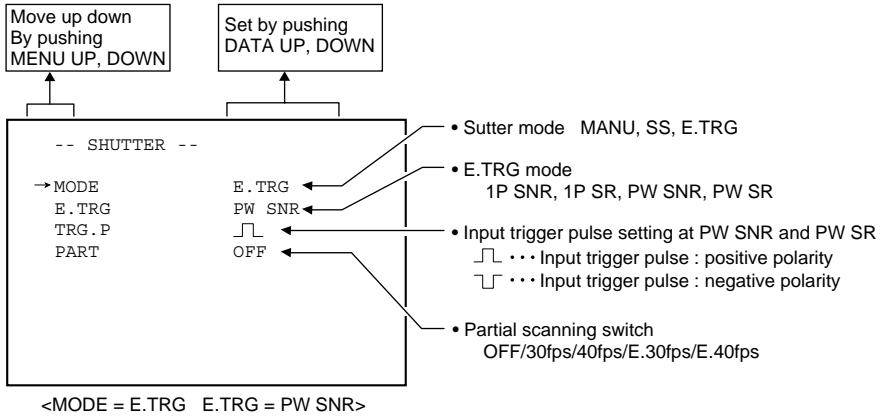 Move up down
By pushing
MENU UP, DOWN
Set by pushing
DATA UP, DOWN
-- SHUTTER --
→MODE E.TRG
E.TRG PW SNR
TRG.P
PART OFF
• Sutter mode MANU, SS, E.TRG
• E.TRG mode
1P SNR, 1P SR, PW SNR, PW SR
• Input trigger pulse setting at PW SNR and PW SR
··· Input trigger pulse : positive polarity
··· Input trigger pulse : negative polarity
• Partial scanning switch
OFF/30fps/40fps/E.30fps/E.40fps
<MODE = E.TRG E.TRG = PW SNR>